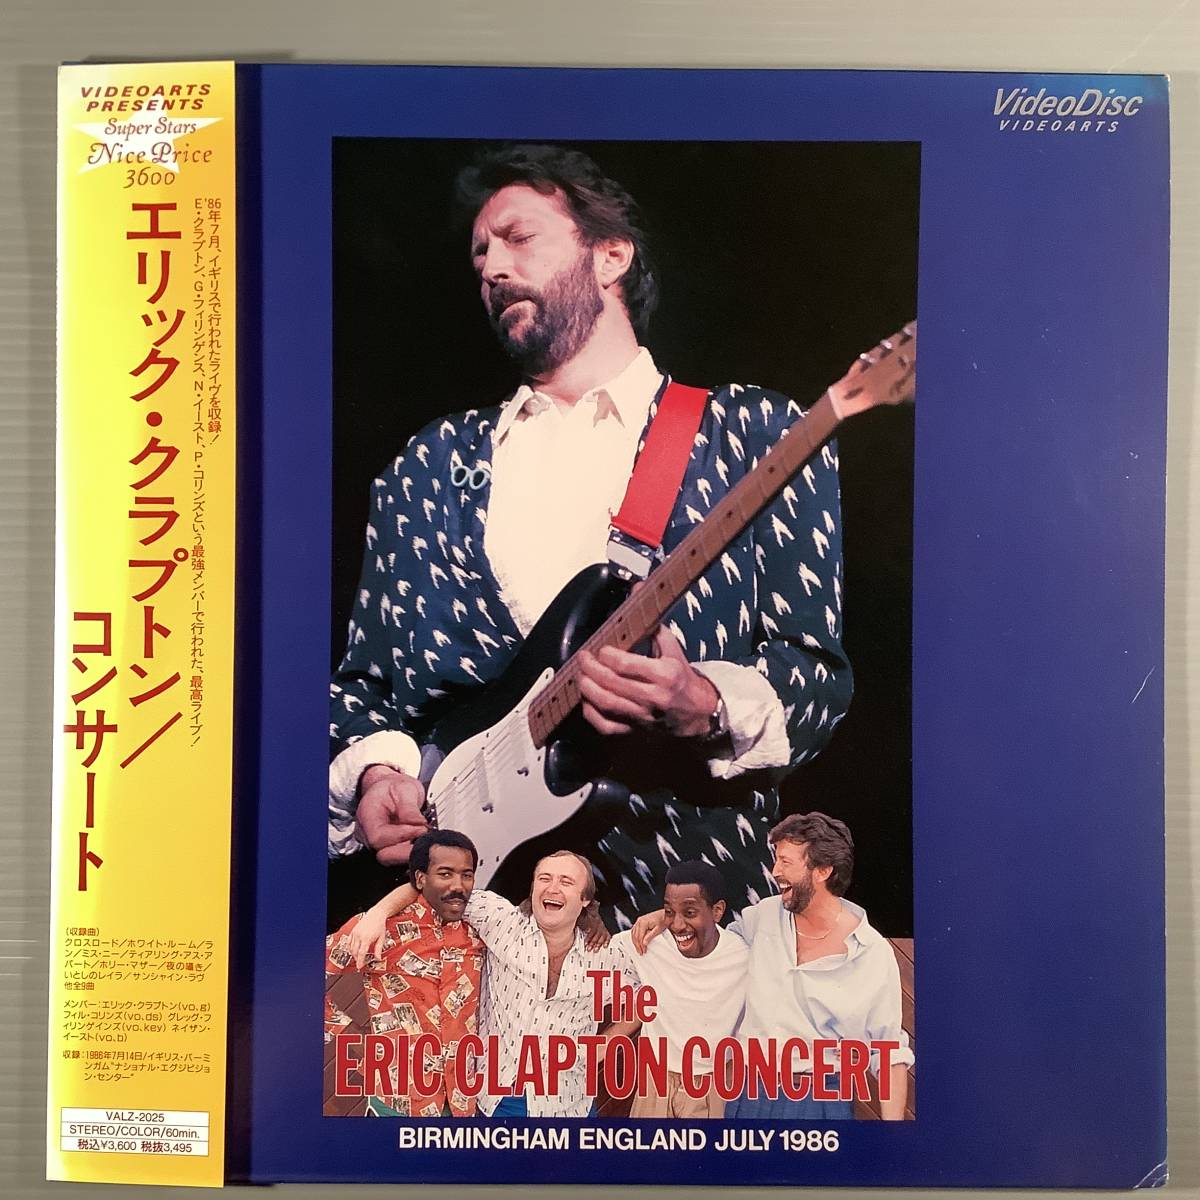 VIDEOARTS
PRESENTS
Super Stars
Nice Price
3600
'86年7月、イギリスで行われたライヴを収録!
E・クラプトン、G・フィリンゲンス、N・イースト、P・コリンズという最強メンバーで行われた、最高ライブ!
エリック・クラプトン/
コンサート
(収録曲)
クロスロード/ホワイト・ルーム/ラ
ン/ミス・ニー/ティアリング・アス・ア
パート/ホリー・マザー/夜の囁き/
いとしのレイラ/サンシャイン・ラヴ
他全9曲
メンバー:エリック・クラプトン(vo、g)
フィル・コリンズ(vo、ds) グレッグ・フ
ィリンゲインズ(vo、key) ネイザン・
イースト(vo、b)
収録:1986年7月14日/イギリス・バーミ
ンガム"ナショナル・エグジビジョ
ン・センター"
VALZ-2025
STEREO/COLOR/60min.
税込¥3,600 税抜3,495
VideoDisc
VIDEOARTS
The
ERIC CLAPTON CONCERT
BIRMINGHAM ENGLAND JULY 1986